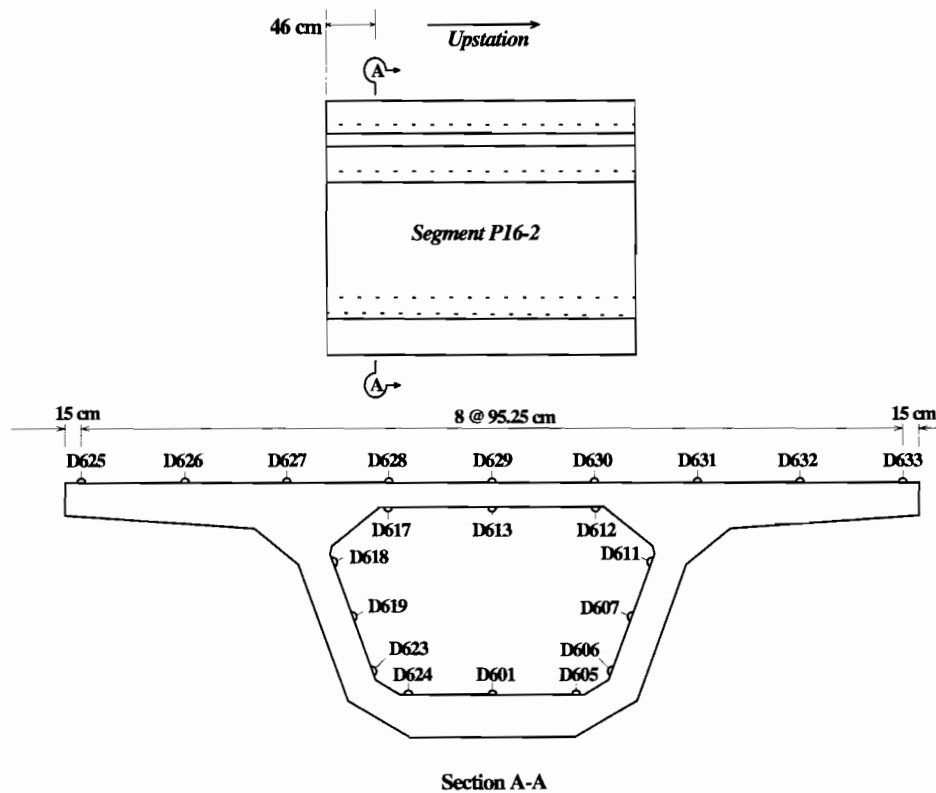 46 cm
Upstation
A
Segment P16-2
A
15 cm 8 @ 95.25 cm 15 cm
D625 D626 D627 D628 D629 D630 D631 D632 D633
D617 D613 D612
D618 D611
D619 D607
D623 D606
D624 D601 D605
Section A-A